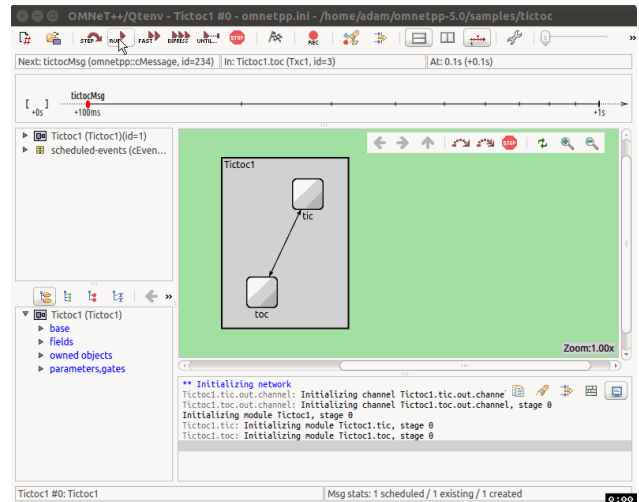 OMNeT++/Qtenv - Tictoc1 #0 - omnetpp.ini - /home/adam/omnetpp-5.0/samples/tictoc
STEP RUN FAST EXPRESS UNTIL... STOP REC »
Next: tictocMsg (omnetpp::cMessage, id=234) In: Tictoc1.toc (Txc1, id=3) At: 0.1s (+0.1s)
tictocMsg
[ ]
+0s +100ms +1s
Tictoc1 (Tictoc1)(id=1)
scheduled-events (cEven...
STOP
Tictoc1
tic
toc
Zoom:1.00x
»
Tictoc1 (Tictoc1)
base
fields
owned objects
parameters,gates
** Initializing network
Tictoc1.tic.out.channel: Initializing channel Tictoc1.tic.out.channe
Tictoc1.toc.out.channel: Initializing channel Tictoc1.toc.out.channel, stage 0
Initializing module Tictoc1, stage 0
Tictoc1.tic: Initializing module Tictoc1.tic, stage 0
Tictoc1.toc: Initializing module Tictoc1.toc, stage 0
Tictoc1 #0: Tictoc1 Msg stats: 1 scheduled / 1 existing / 1 created
0:00